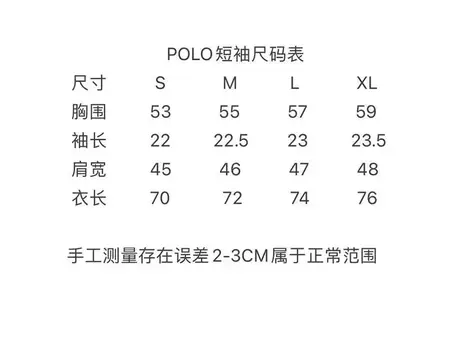 POLO短袖尺码表
尺寸 S M L XL
胸围 53 55 57 59
袖长 22 22.5 23 23.5
肩宽 45 46 47 48
衣长 70 72 74 76
手工测量存在误差2-3CM属于正常范围